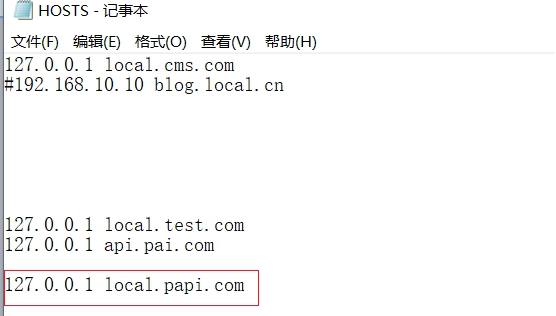 HOSTS - 记事本
文件(F) 编辑(E) 格式(O) 查看(V) 帮助(H)
127.0.0.1 local.cms.com
#192.168.10.10 blog.local.cn
127.0.0.1 local.test.com
127.0.0.1 api.pai.com
127.0.0.1 local.papi.com